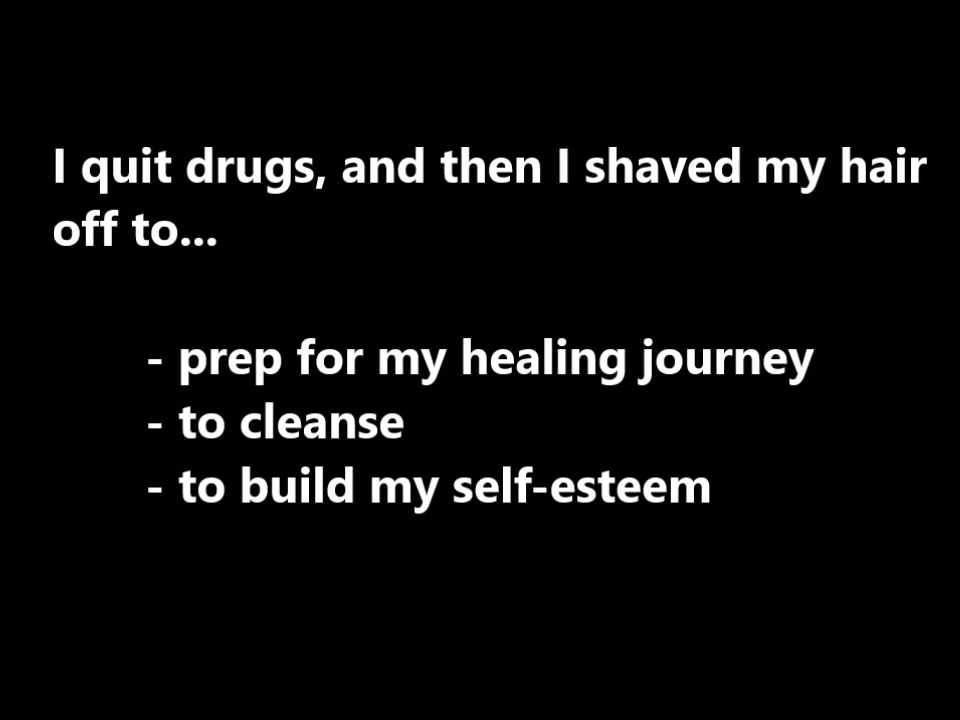 I quit drugs, and then I shaved my hair
off to...
- prep for my healing journey
- to cleanse
- to build my self-esteem